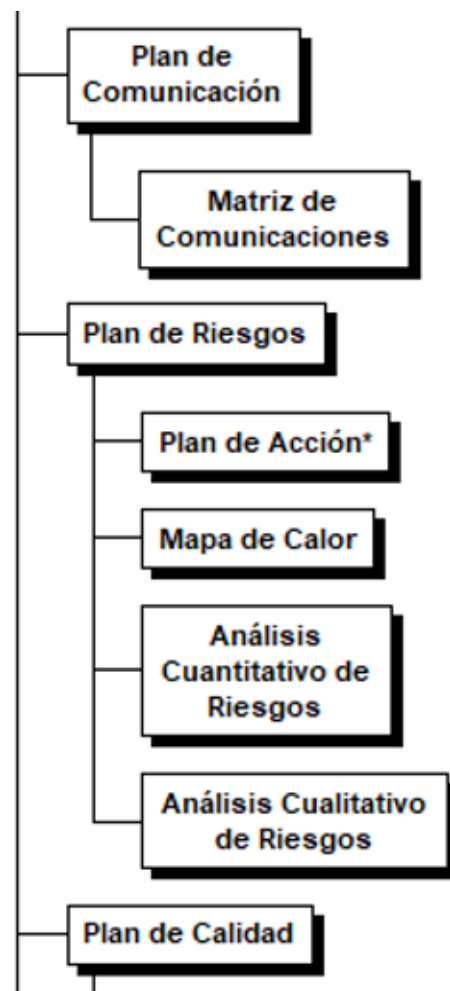 Plan de
Comunicación
Matriz de
Comunicaciones
Plan de Riesgos
Plan de Acción*
Mapa de Calor
Análisis
Cuantitativo de
Riesgos
Análisis Cualitativo
de Riesgos
Plan de Calidad